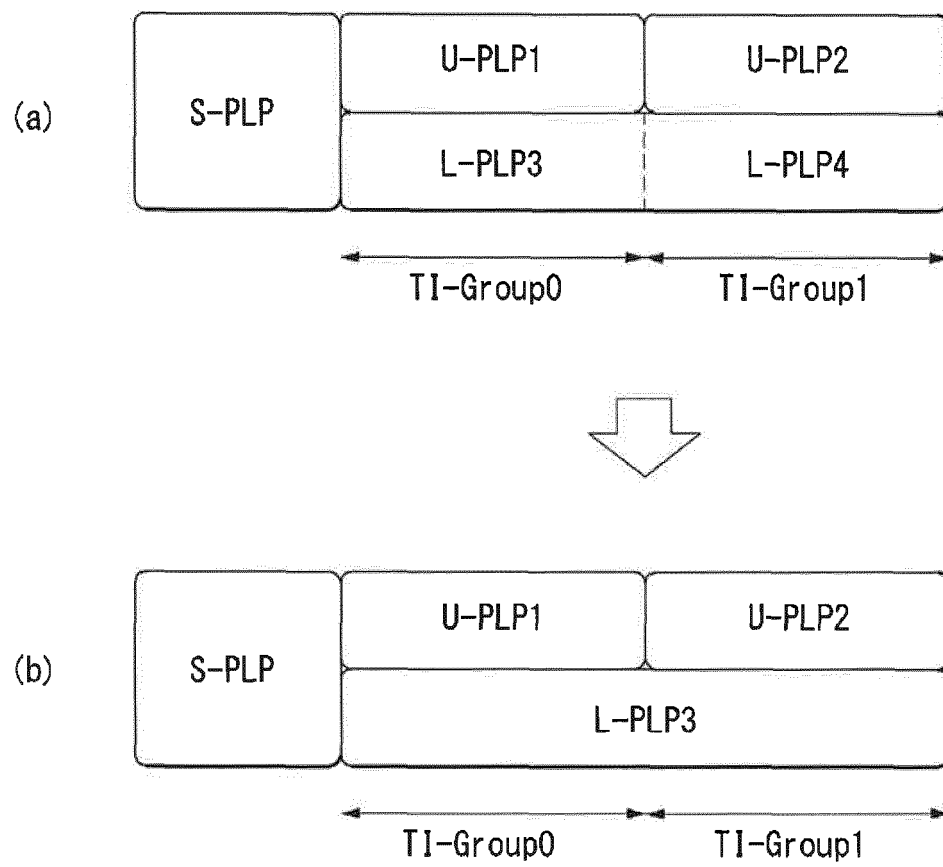 U-PLP1 U-PLP2
(a) S-PLP
L-PLP3 L-PLP4
TI-Group0 TI-Group1
U-PLP1 U-PLP2
(b) S-PLP
L-PLP3
TI-Group0 TI-Group1